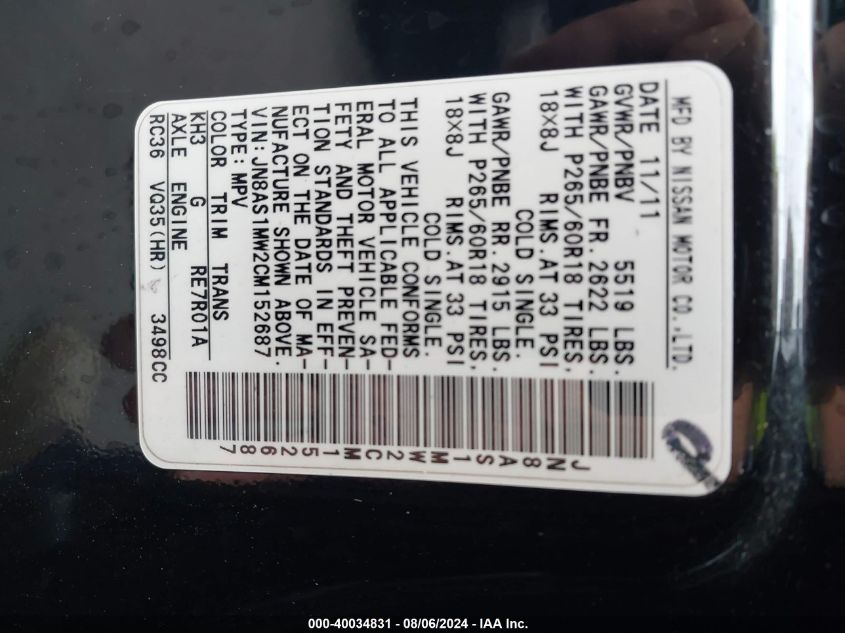 MFD BY NISSAN MOTOR CO.,LTD.
DATE 11/11
GVWR/PNBV 5519 LBS.
GAWR/PNBE FR. 2622 LBS.
WITH P265/60R18 TIRES,
18X8J RIMS.AT 33 PSI
COLD SINGLE.
GAWR/PNBE RR. 2915 LBS.
WITH P265/60R18 TIRES,
18X8J RIMS.AT 33 PSI
COLD SINGLE.
THIS VEHICLE CONFORMS
TO ALL APPLICABLE FED-
ERAL MOTOR VEHICLE SA-
FETY AND THEFT PREVEN-
TION STANDARDS IN EFF-
ECT ON THE DATE OF MA-
NUFACTURE SHOWN ABOVE.
VIN:JN8AS1MW2CM152687
TYPE:MPV
COLOR TRIM TRANS
KH3 G RE7R01A
AXLE ENGINE
RC36 VQ35(HR) 3498CC
JN8AS1MW2CM152687
000-40034831 - 08/06/2024 - IAA Inc.